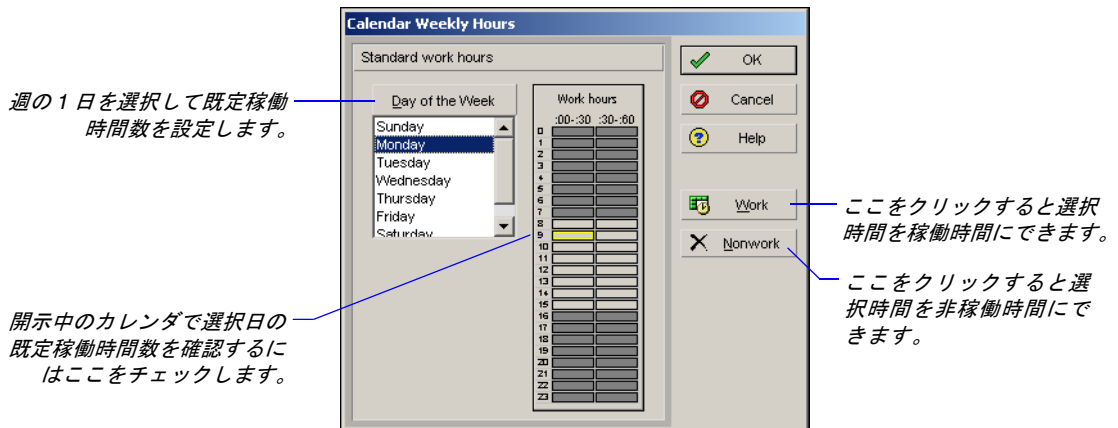 Calendar Weekly Hours
Standard work hours
Day of the Week
Sunday
Monday
Tuesday
Wednesday
Thursday
Friday
Saturday
Work hours
:00-:30 :30-:60
0
1
2
3
4
5
6
7
8
9
10
11
12
13
14
15
16
17
18
19
20
21
22
23
OK
Cancel
Help
Work
Nonwork
週の 1 日を選択して既定稼働
時間数を設定します。
開示中のカレンダで選択日の
既定稼働時間数を確認するに
はここをチェックします。
ここをクリックすると選択
時間を稼働時間にできます。
ここをクリックすると選
択時間を非稼働時間にで
きます。